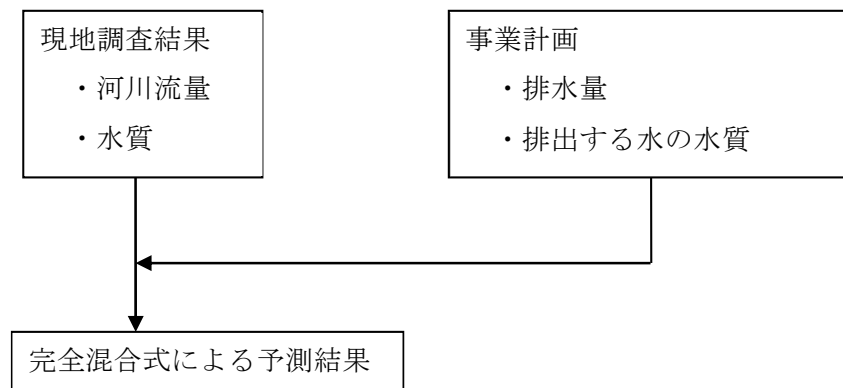 現地調査結果
・河川流量
・水質
事業計画
・排水量
・排出する水の水質
完全混合式による予測結果